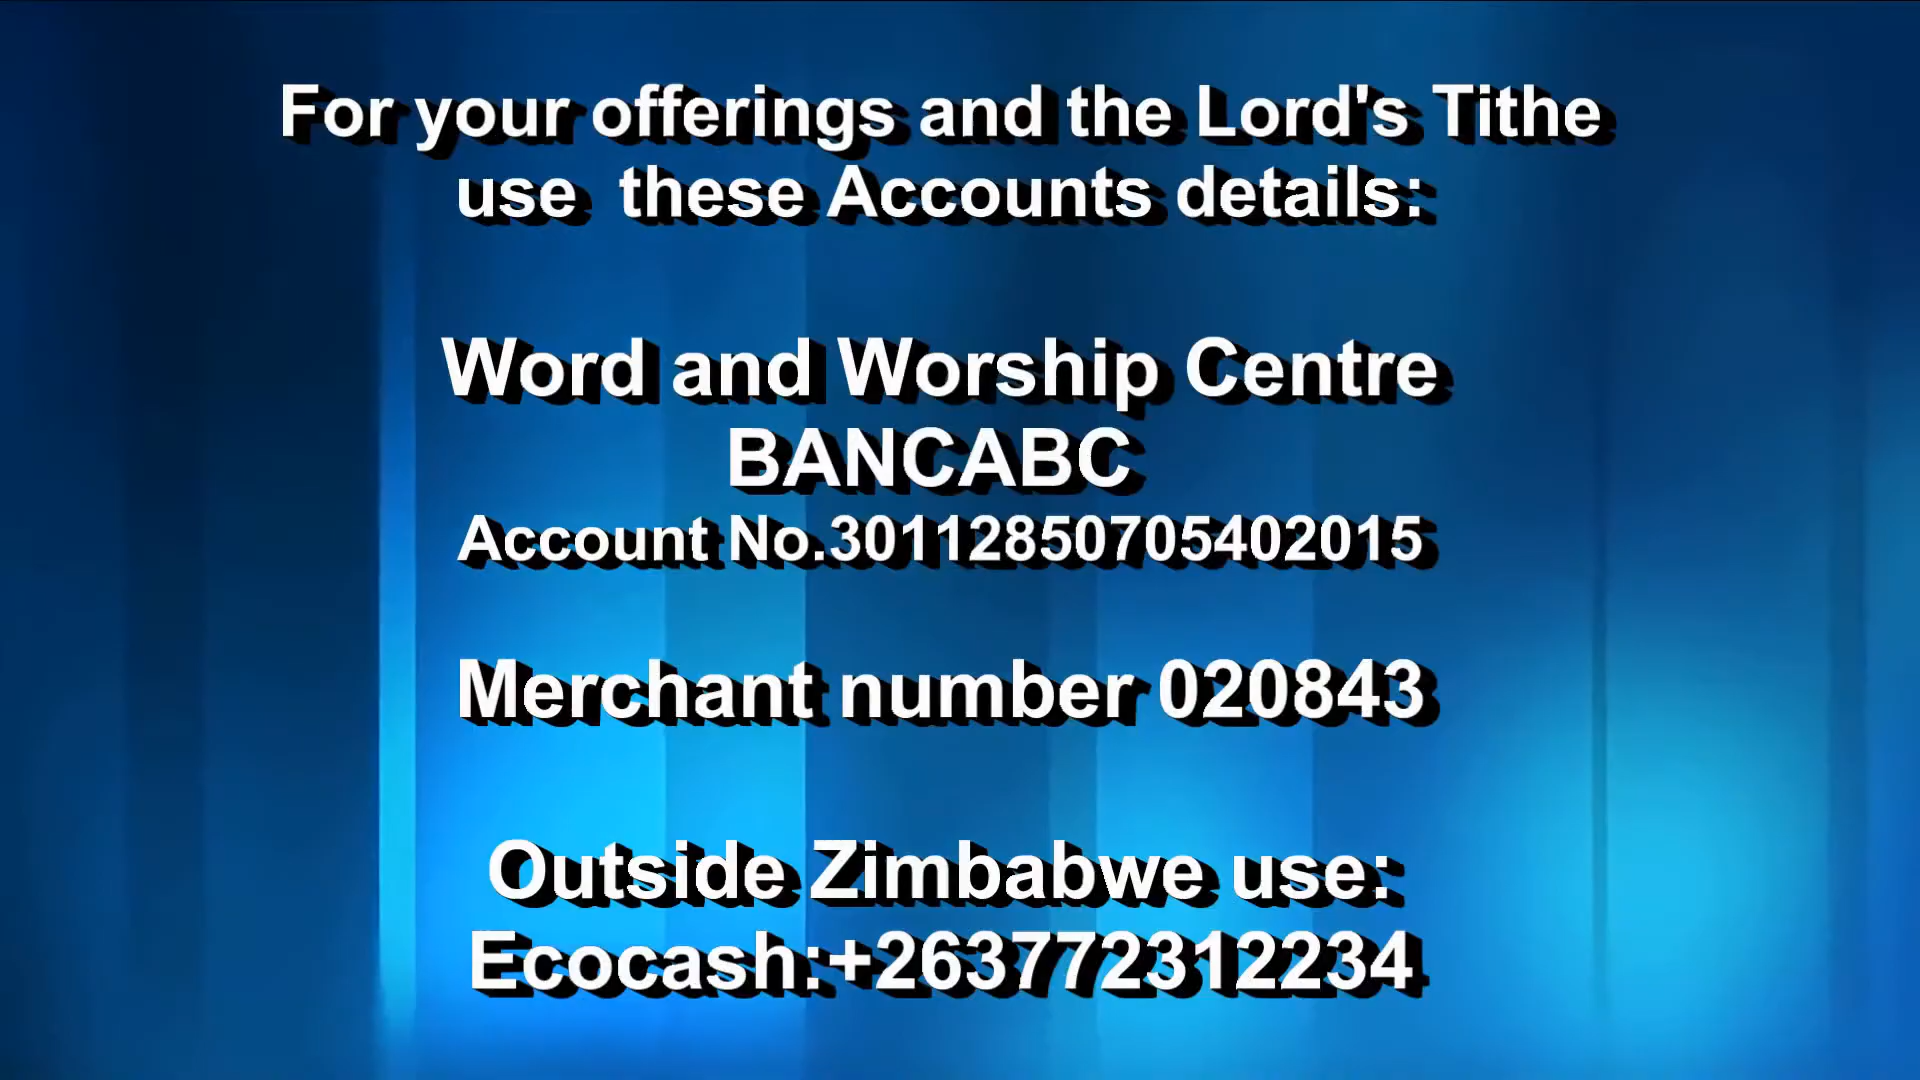 For your offerings and the Lord's Tithe
use these Accounts details:
Word and Worship Centre
BANCABC
Account No.30112850705402015
Merchant number 020843
Outside Zimbabwe use:
Ecocash:+263772312234